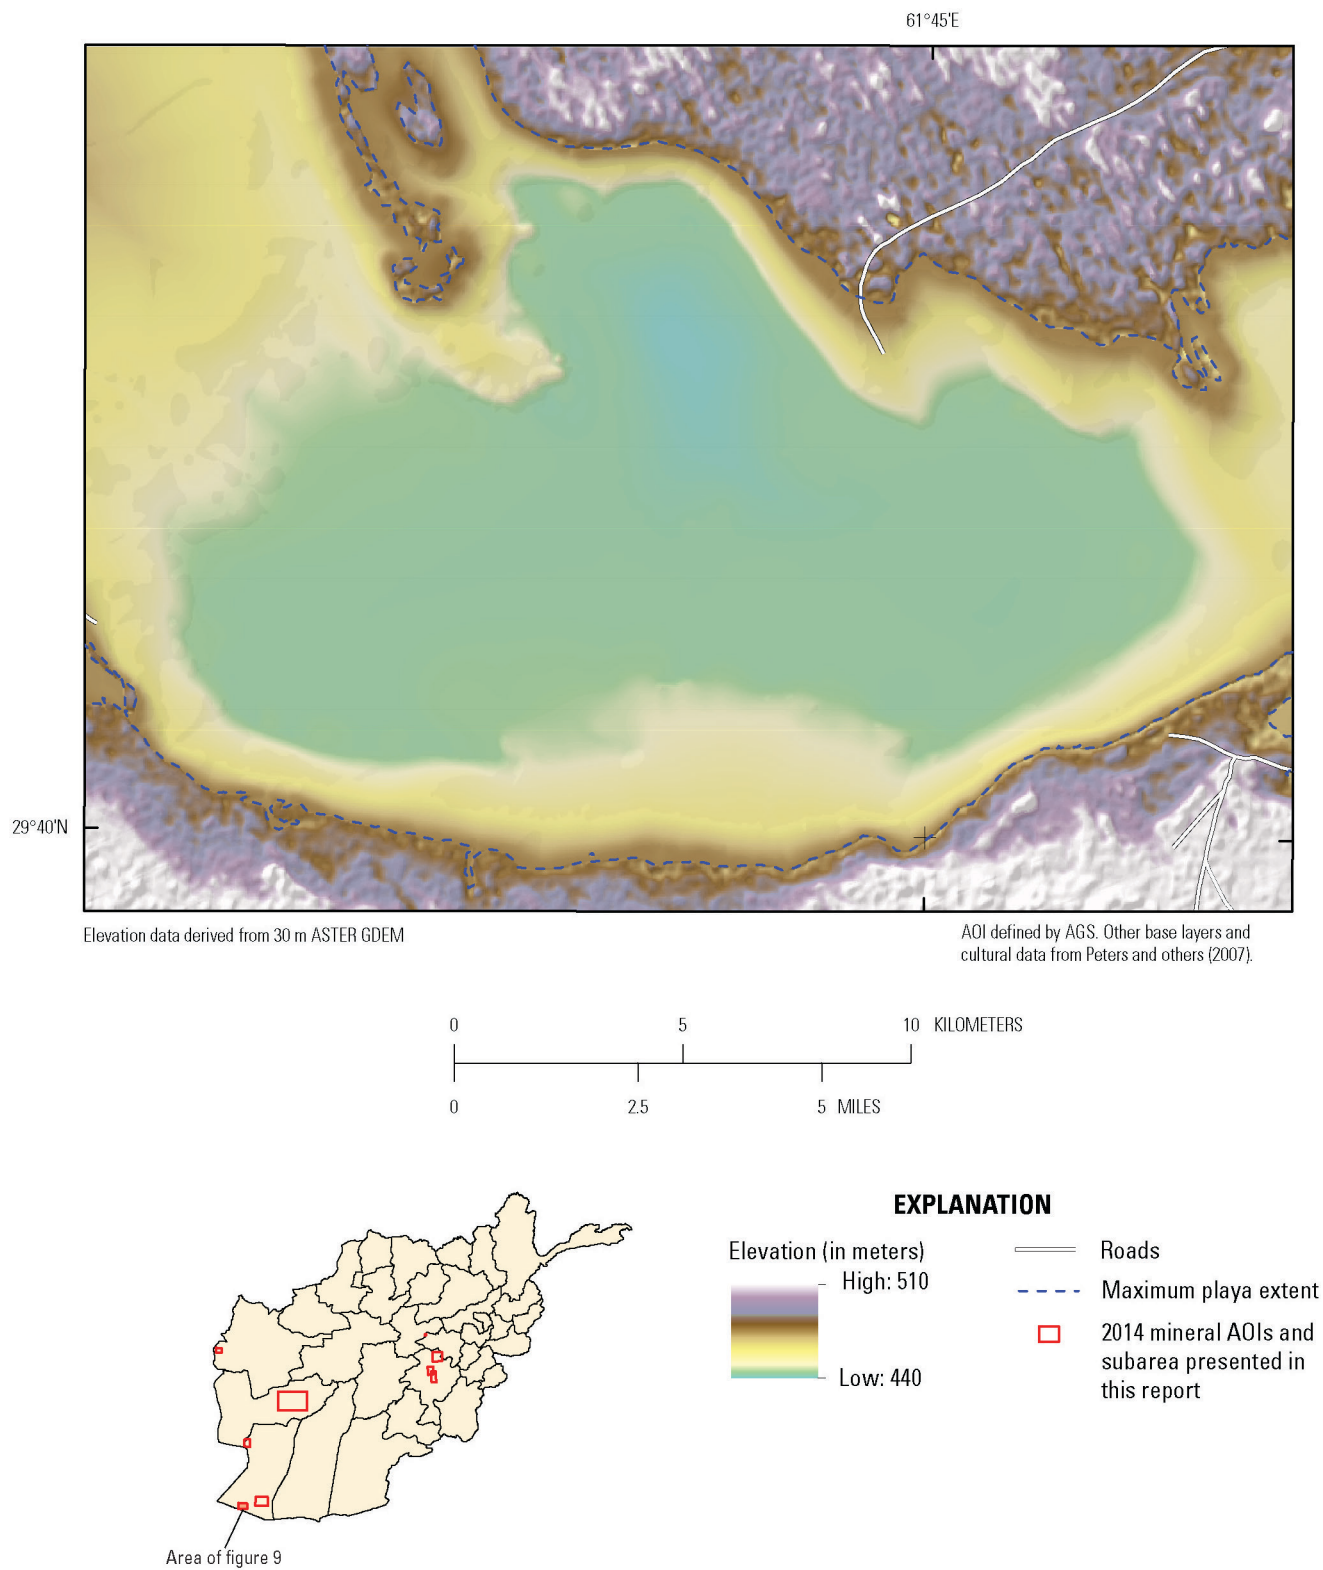 61°45'E
29°40'N
Elevation data derived from 30 m ASTER GDEM
AOI defined by AGS. Other base layers and
cultural data from Peters and others (2007).
0 5 10 KILOMETERS
0 2.5 5 MILES
EXPLANATION
Elevation (in meters)
High: 510
Low: 440
Roads
Maximum playa extent
2014 mineral AOIs and
subarea presented in
this report
Area of figure 9